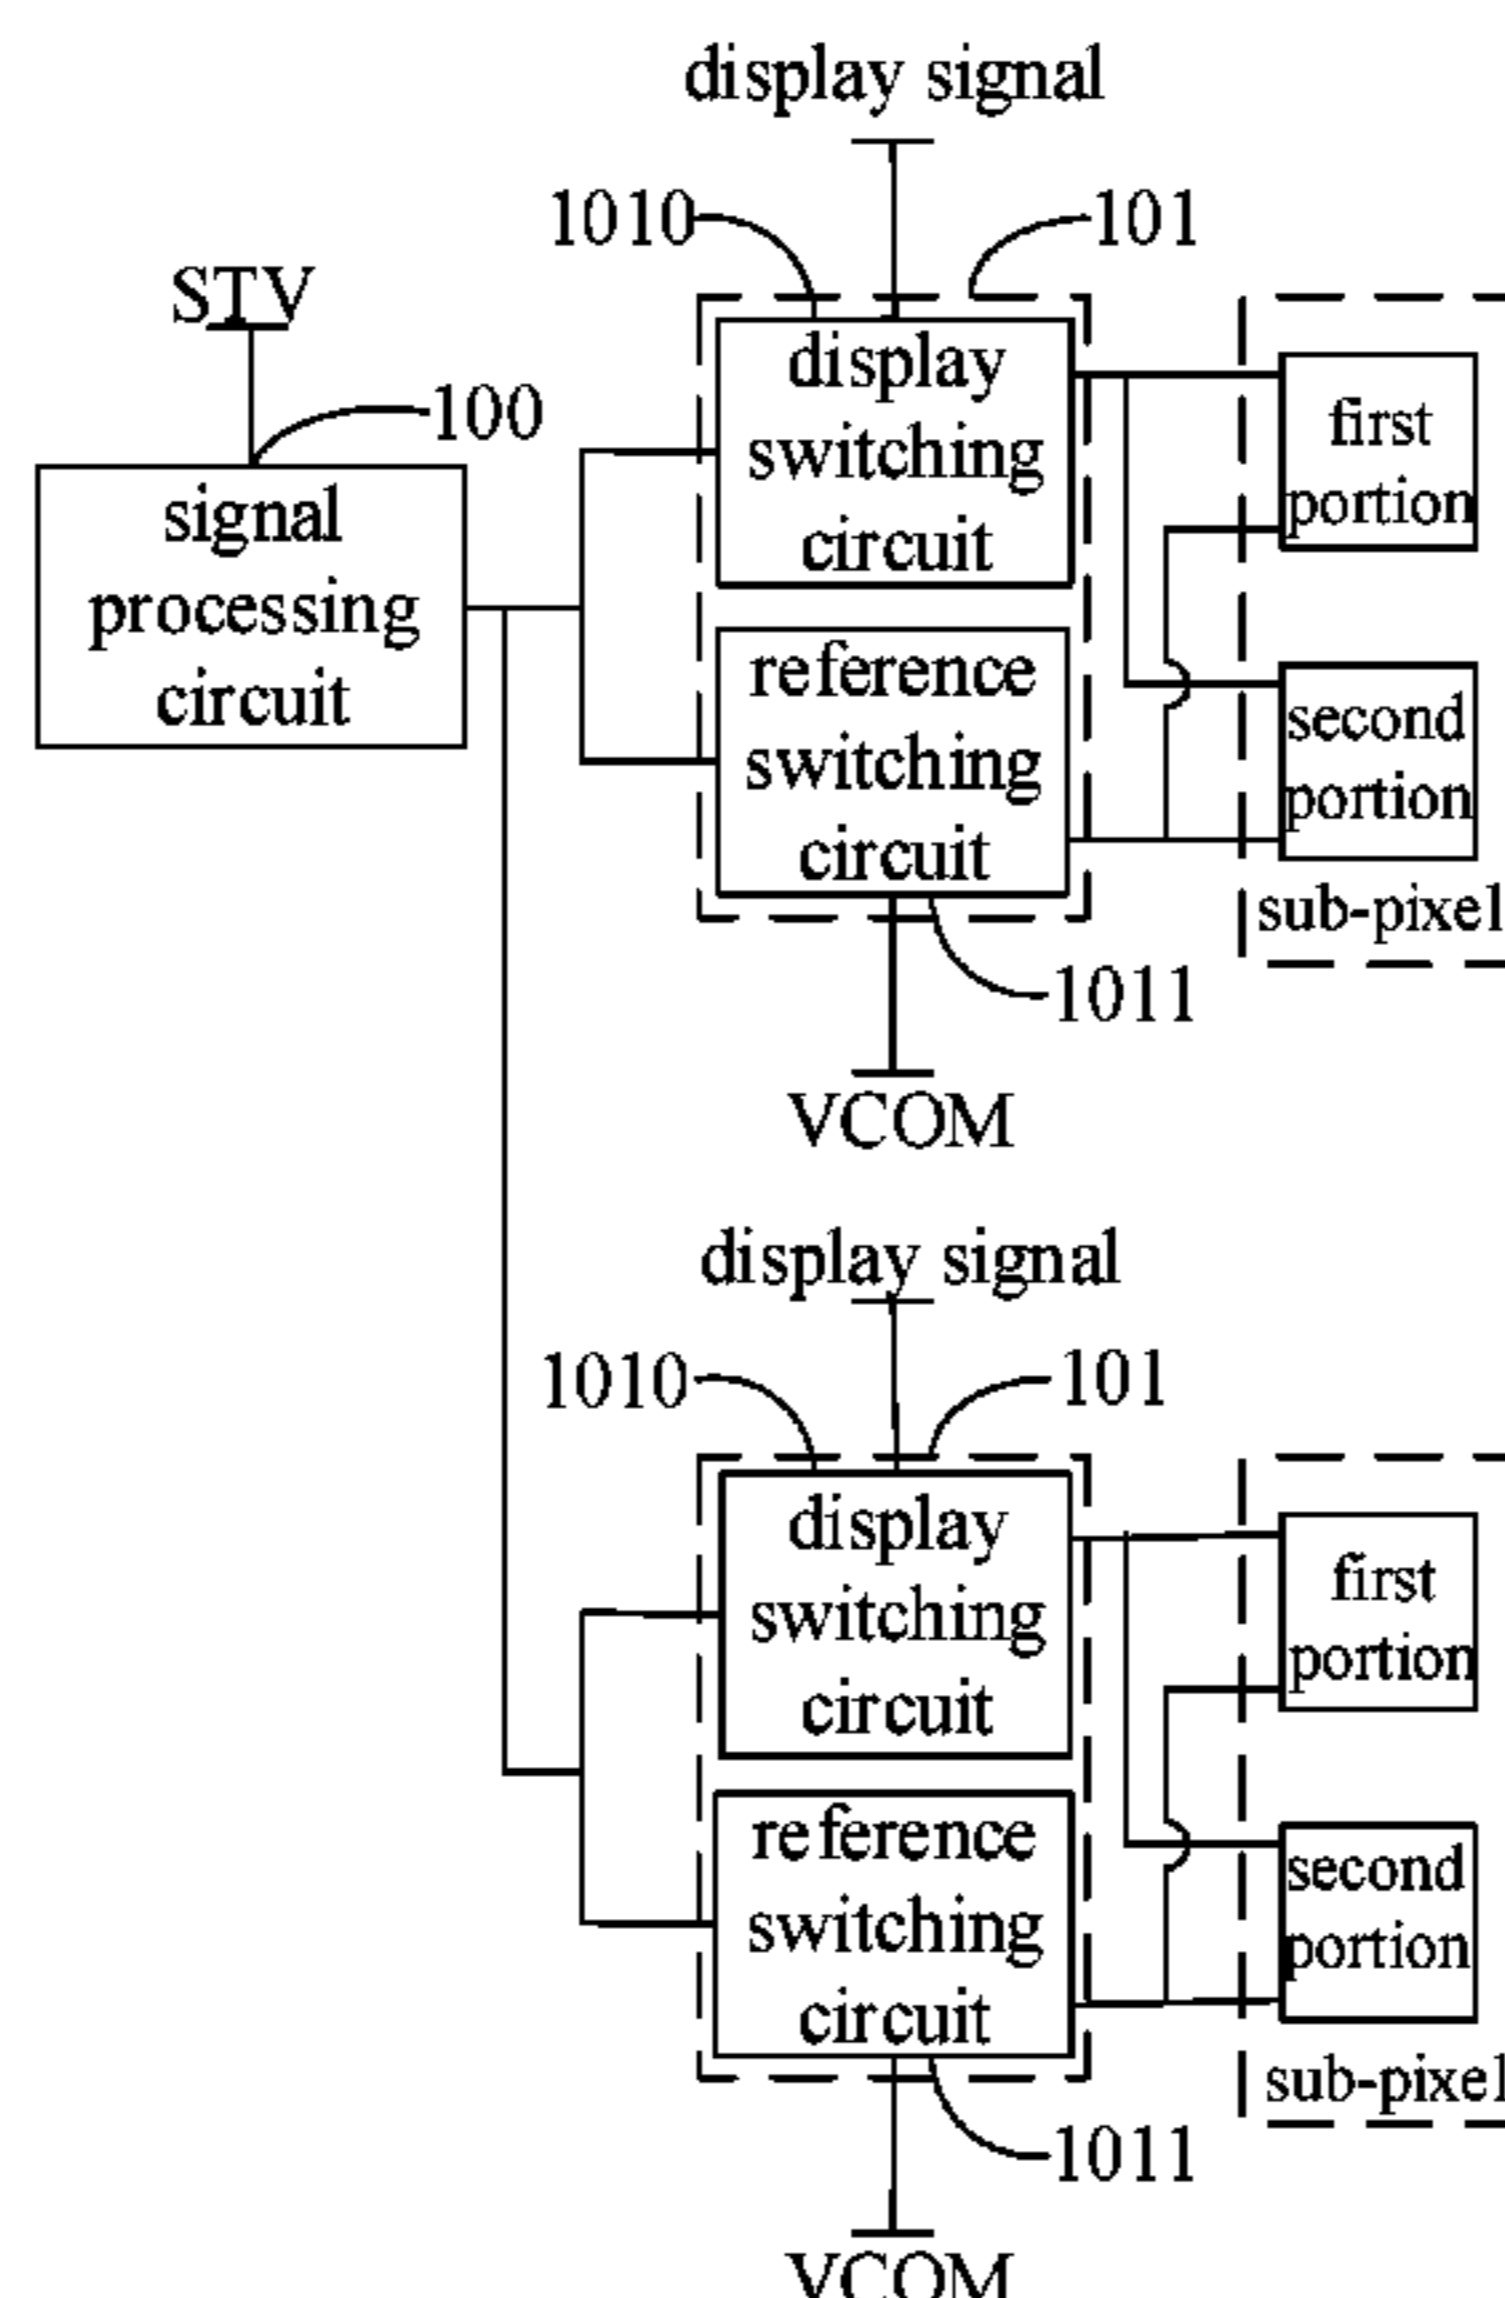 display signal
1010
101
STV
100
signal
processing
circuit
display
switching
circuit
first
portion
reference
switching
circuit
second
portion
sub-pixel
1011
VCOM
display signal
1010
101
display
switching
circuit
first
portion
reference
switching
circuit
second
portion
sub-pixel
1011
VCOM